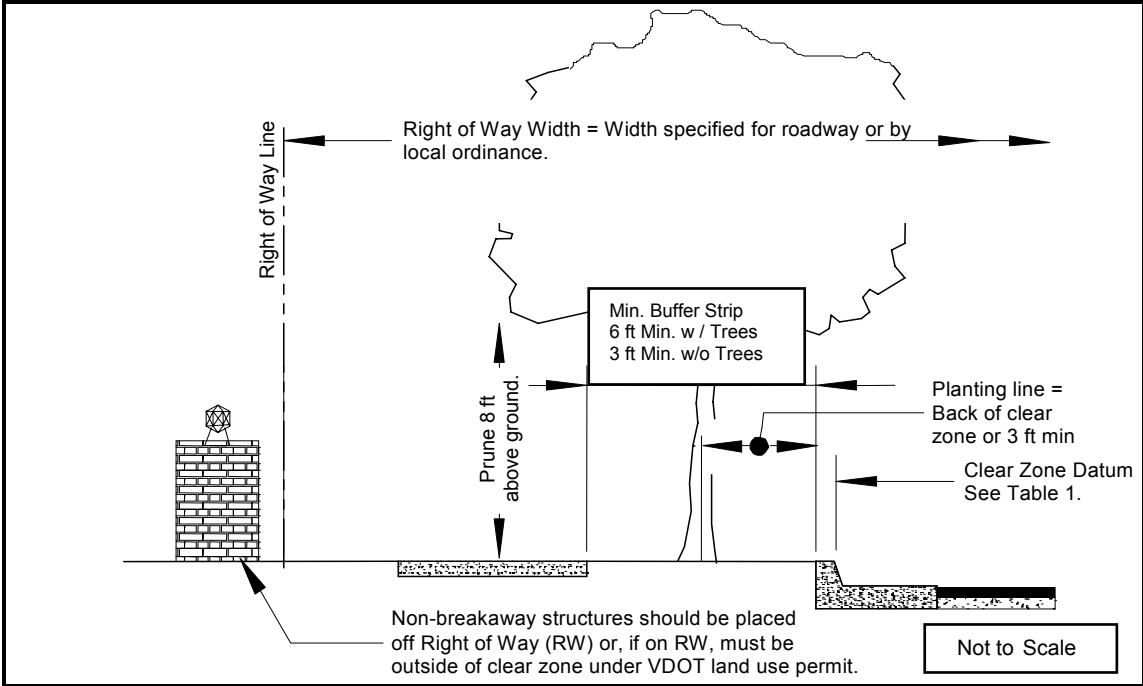 Right of Way Width = Width specified for roadway or by
local ordinance.
Right of Way Line
Min. Buffer Strip
6 ft Min. w / Trees
3 ft Min. w/o Trees
Prune 8 ft
above ground.
Planting line =
Back of clear
zone or 3 ft min
Clear Zone Datum
See Table 1.
Non-breakaway structures should be placed
off Right of Way (RW) or, if on RW, must be
outside of clear zone under VDOT land use permit.
Not to Scale